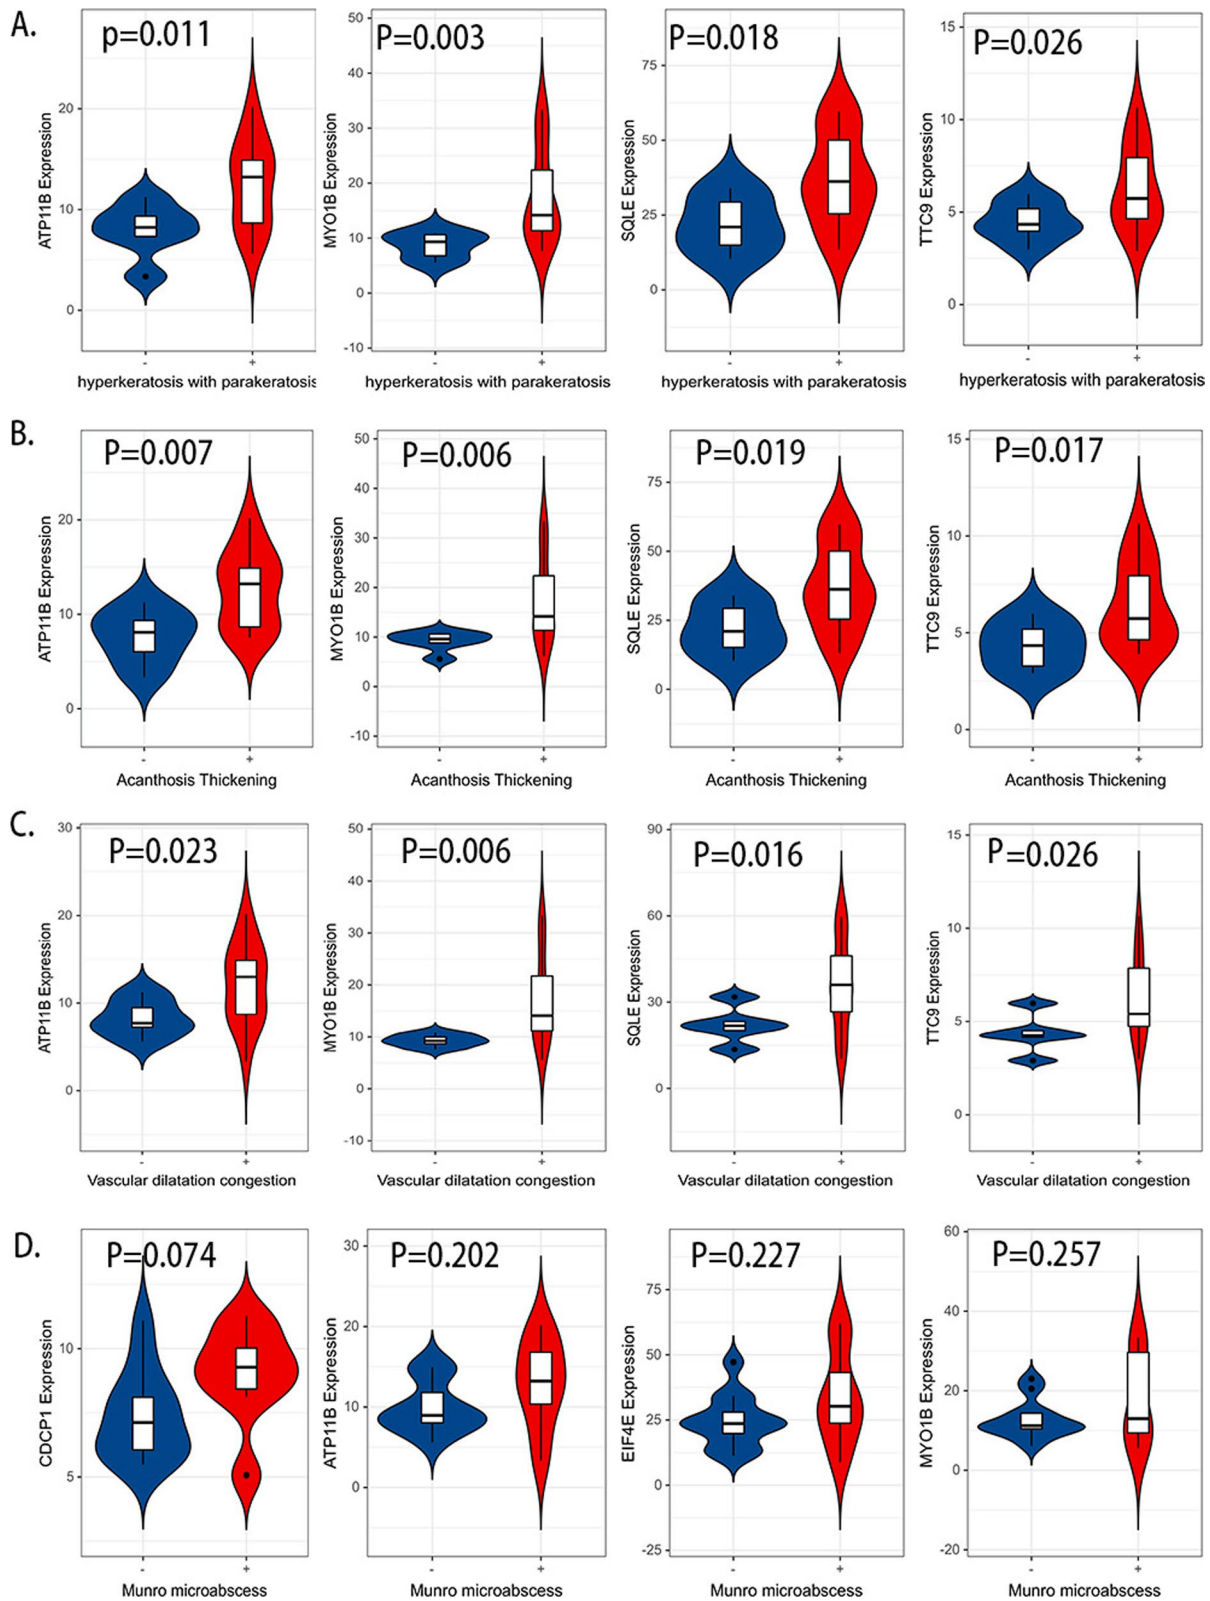 A.
p=0.011
P=0.003
P=0.018
P=0.026
ATP11B Expression
20
10
0
-
+
hyperkeratosis with parakeratosis
MYO1B Expression
50
40
30
20
10
0
-10
-
+
hyperkeratosis with parakeratosis
SQLE Expression
75
50
25
0
-
+
hyperkeratosis with parakeratosis
TTC9 Expression
15
10
5
0
-
+
hyperkeratosis with parakeratosis
B.
P=0.007
P=0.006
P=0.019
P=0.017
ATP11B Expression
20
10
0
-
+
Acanthosis Thickening
MYO1B Expression
50
40
30
20
10
0
-10
-
+
Acanthosis Thickening
SQLE Expression
75
50
25
0
-
+
Acanthosis Thickening
TTC9 Expression
15
10
5
0
-
+
Acanthosis Thickening
C.
P=0.023
P=0.006
P=0.016
P=0.026
ATP11B Expression
30
20
10
0
-
+
Vascular dilatation congestion
MYO1B Expression
50
40
30
20
10
0
-10
-
+
Vascular dilatation congestion
SQLE Expression
90
60
30
0
-
+
Vascular dilatation congestion
TTC9 Expression
15
10
5
0
-
+
Vascular dilatation congestion
D.
P=0.074
P=0.202
P=0.227
P=0.257
CDCP1 Expression
10
5
-
+
Munro microabscess
ATP11B Expression
30
20
10
0
-
+
Munro microabscess
EIF4E Expression
75
50
25
0
-25
-
+
Munro microabscess
MYO1B Expression
60
40
20
0
-20
-
+
Munro microabscess